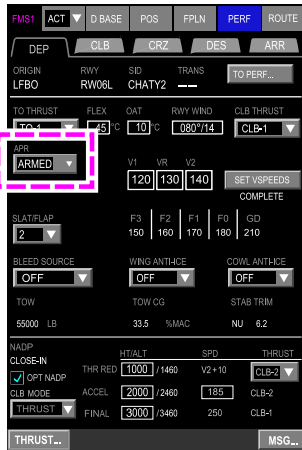 FMS1 ACT D BASE POS FPLN PERF ROUTE
DEP CLB CRZ DES ARR
ORIGIN RWY SID TRANS
LFBO RW06L CHATY2 –– TO PERF...
TO THRUST FLEX OAT RWY WIND CLB THRUST
TO-1 45 °C 10 °C 080°/14 CLB-1
APR
ARMED
V1 VR V2
120 130 140 SET VSPEEDS
COMPLETE
SLAT/FLAP F3 F2 F1 F0 GD
2 150 160 170 180 210
BLEED SOURCE WING ANTI-ICE COWL ANTI-ICE
OFF OFF OFF
TOW TOW CG STAB TRIM
55000 LB 33.5 %MAC NU 6.2
NADP HT/ALT SPD THRUST
CLOSE-IN
THR RED 1000 /1460 V2+10 CLB-2
OPT NADP
CLB MODE ACCEL 2000 /2460 185 CLB-2
THRUST FINAL 3000 /3460 250 CLB-1
THRUST... MSG...